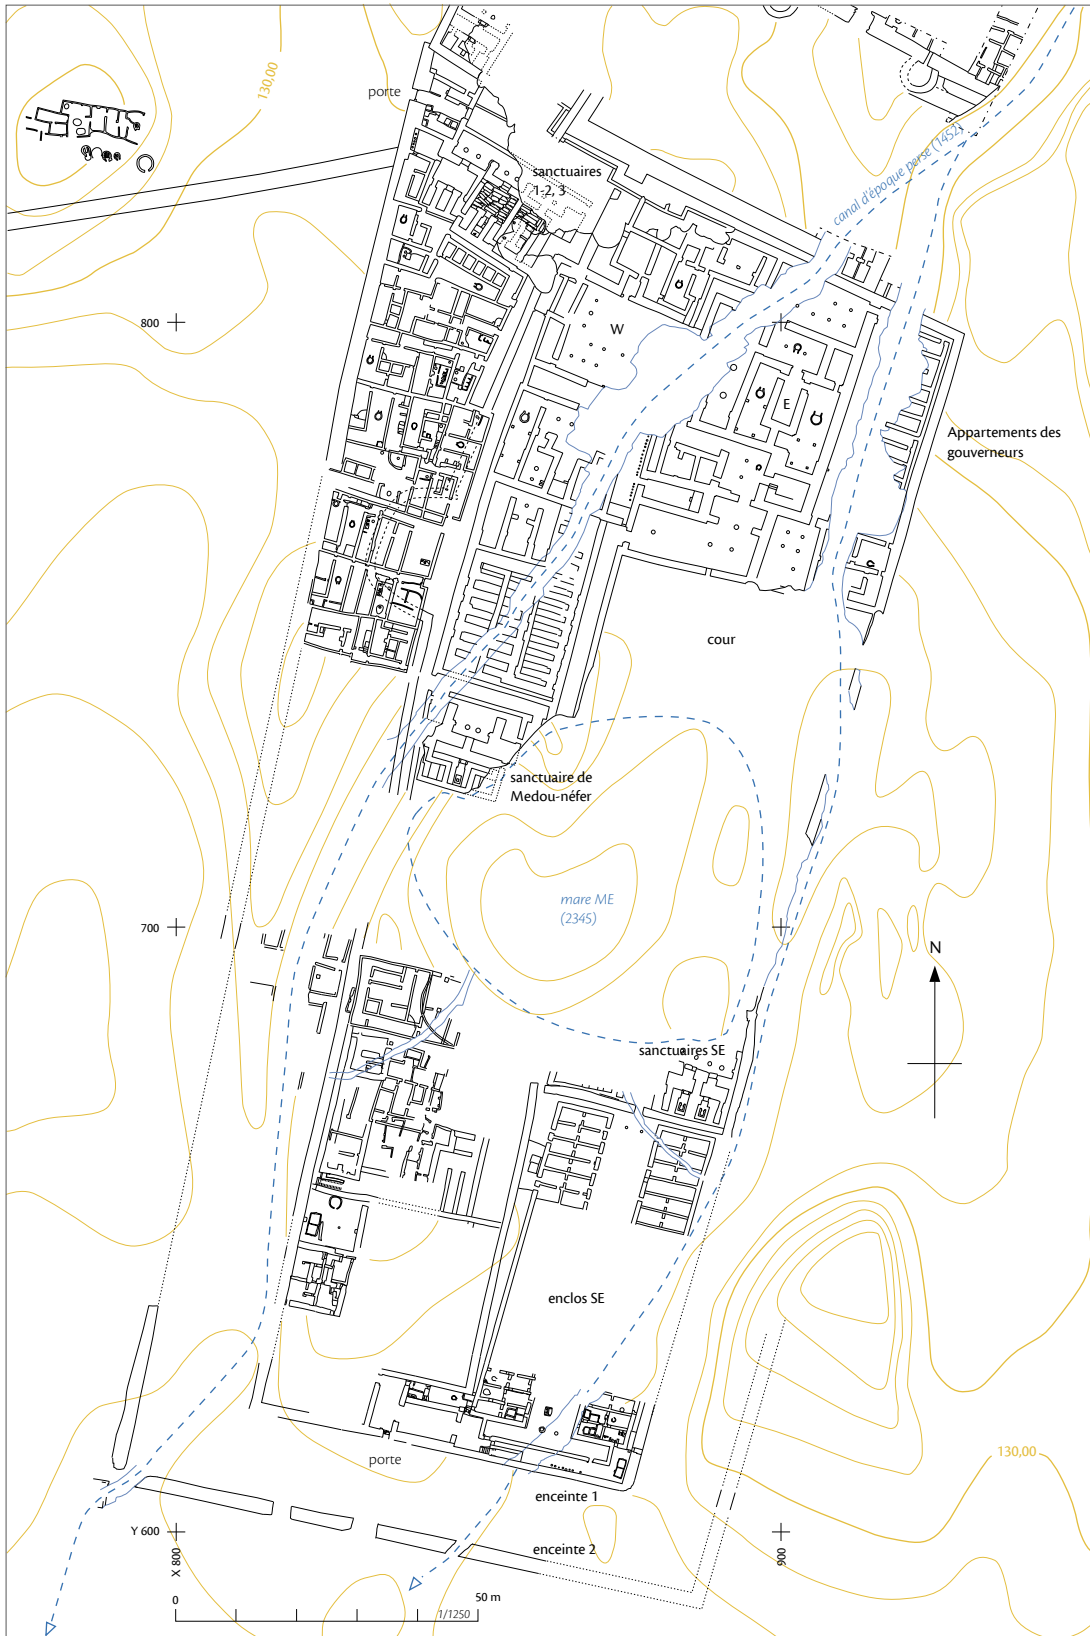 130,00
porte
canal d'époque perse (1452)
sanctuaires
1, 2, 3
800
W
E
Appartements des
gouverneurs
cour
sanctuaire de
Medou-néfer
mare ME
(2345)
700
N
sanctuaires SE
enclos SE
porte
130,00
enceinte 1
Y 600
enceinte 2
X 800
900
0
50 m
1/1250